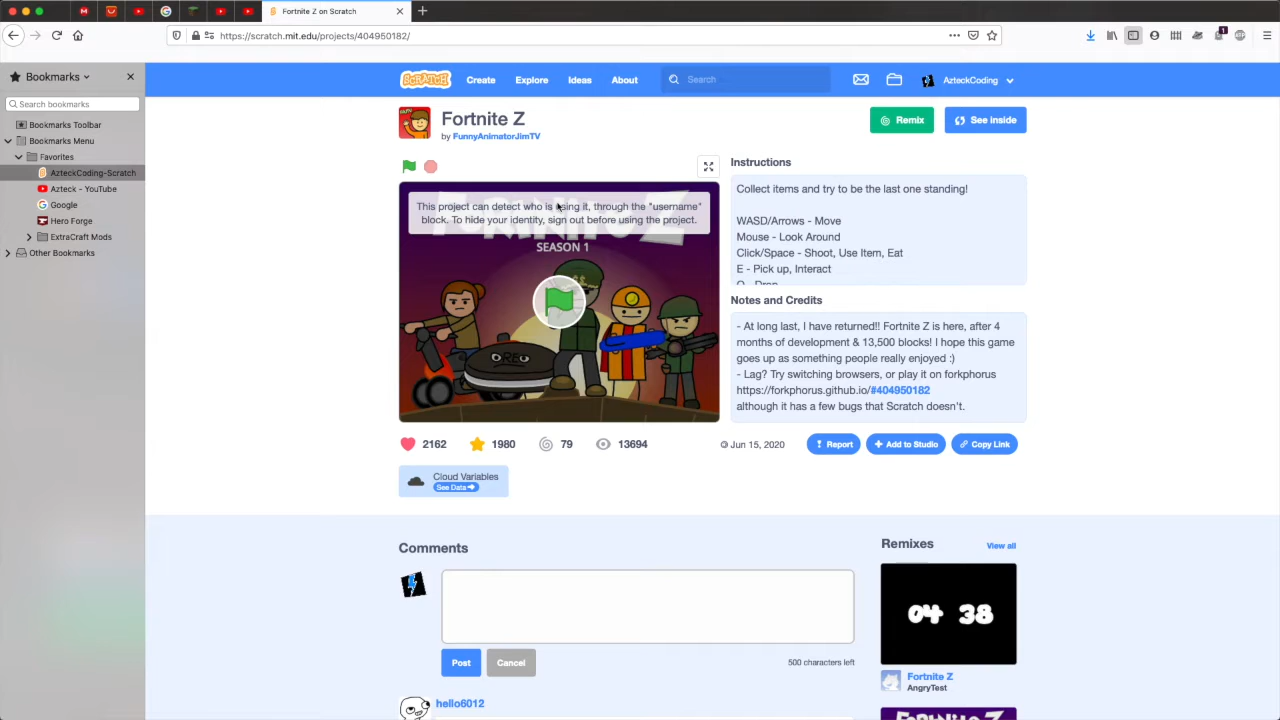 Fortnite Z on Scratch
https://scratch.mit.edu/projects/404950182/
Bookmarks
Search bookmarks
Bookmarks Toolbar
Bookmarks Menu
Favorites
AzteckCoding-Scratch
Azteck - YouTube
Google
Hero Forge
ExtraCraft Mods
Other Bookmarks
SCRATCH
Create
Explore
Ideas
About
Search
AzteckCoding
Fortnite Z
by FunnyAnimatorJimTV
Remix
See inside
This project can detect who is using it, through the "username"
block. To hide your identity, sign out before using the project.
FORTNITE Z
SEASON 1
Instructions
Collect items and try to be the last one standing!
WASD/Arrows - Move
Mouse - Look Around
Click/Space - Shoot, Use Item, Eat
E - Pick up, Interact
Q - Drop
Notes and Credits
- At long last, I have returned!! Fortnite Z is here, after 4
months of development & 13,500 blocks! I hope this game
goes up as something people really enjoyed :)
- Lag? Try switching browsers, or play it on forkphorus
https://forkphorus.github.io/#404950182
although it has a few bugs that Scratch doesn't.
2162
1980
79
13694
© Jun 15, 2020
Report
Add to Studio
Copy Link
Cloud Variables
See Data
Comments
Post
Cancel
500 characters left
hello6012
Remixes
View all
04 38
Fortnite Z
AngryTest